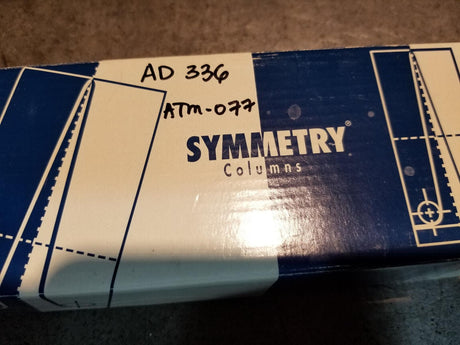 AD 336
ATM-077
SYMMETRY®
Columns